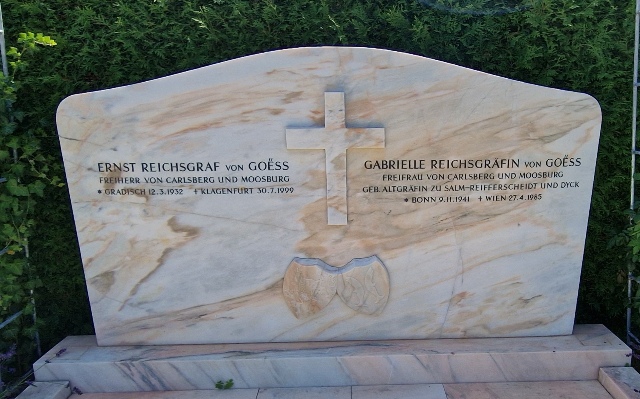 ERNST REICHSGRAF VON GOËSS
FREIHERR VON CARLSBERG UND MOOSBURG
* GRADISCH 12.3.1932 + KLAGENFURT 30.7.1999
GABRIELLE REICHSGRÄFIN VON GOËSS
FREIFRAU VON CARLSBERG UND MOOSBURG
GEB. ALTGRÄFIN ZU SALM-REIFFERSCHEIDT UND DYCK
* BONN 9.11.1941 + WIEN 27.4.1985